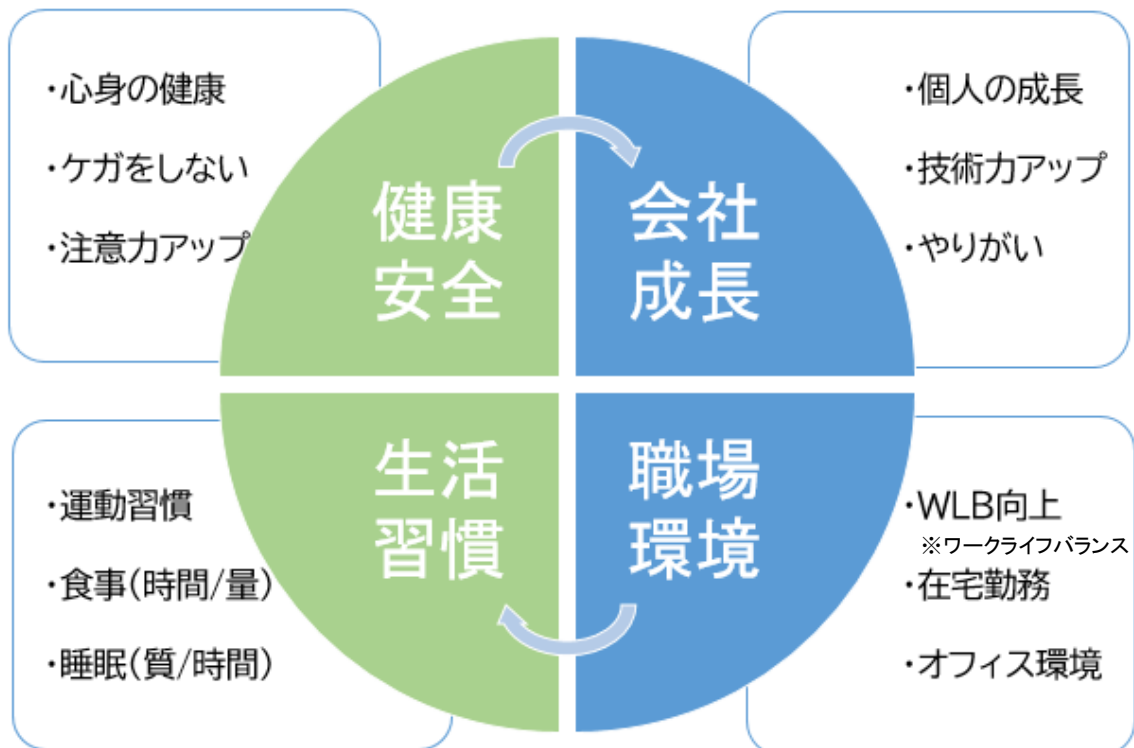 ・心身の健康
・ケガをしない
・注意力アップ
健康
安全
会社
成長
・個人の成長
・技術力アップ
・やりがい
・運動習慣
・食事(時間/量)
・睡眠(質/時間)
生活
習慣
職場
環境
・WLB向上
※ワークライフバランス
・在宅勤務
・オフィス環境